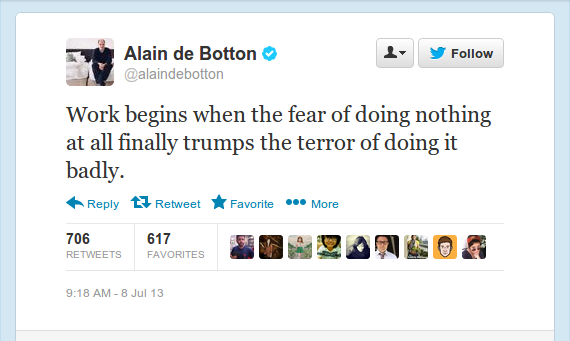 Alain de Botton
@alaindebotton
Follow
Work begins when the fear of doing nothing
at all finally trumps the terror of doing it
badly.
Reply Retweet Favorite More
706 617
RETWEETS FAVORITES
9:18 AM - 8 Jul 13